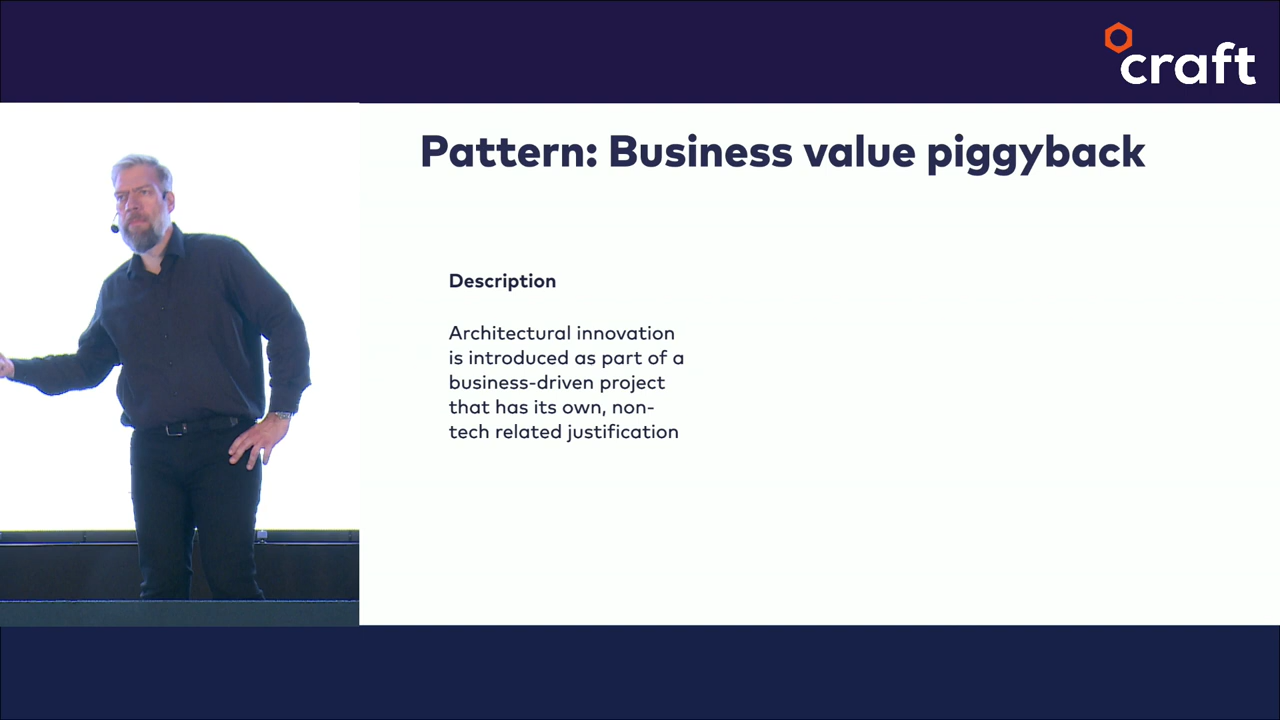 craft
Pattern: Business value piggyback
Description
Architectural innovation
is introduced as part of a
business-driven project
that has its own, non-
tech related justification